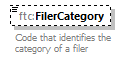 ftc:FilerCategory
Code that identifies the
category of a filer